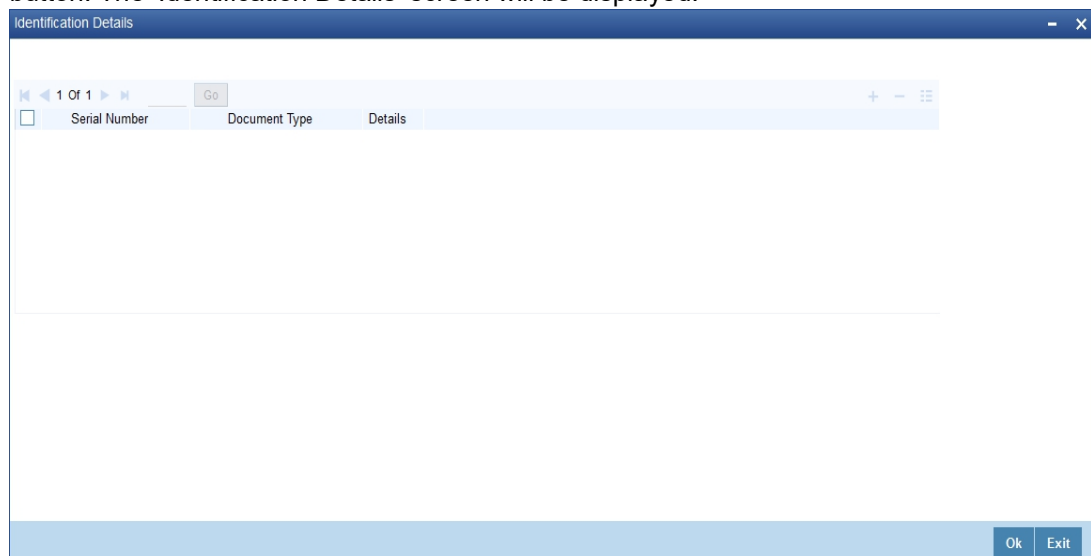 button. The 'Identification Details' screen will be displayed.
Identification Details
1 Of 1 Go
Serial Number Document Type Details
Ok Exit